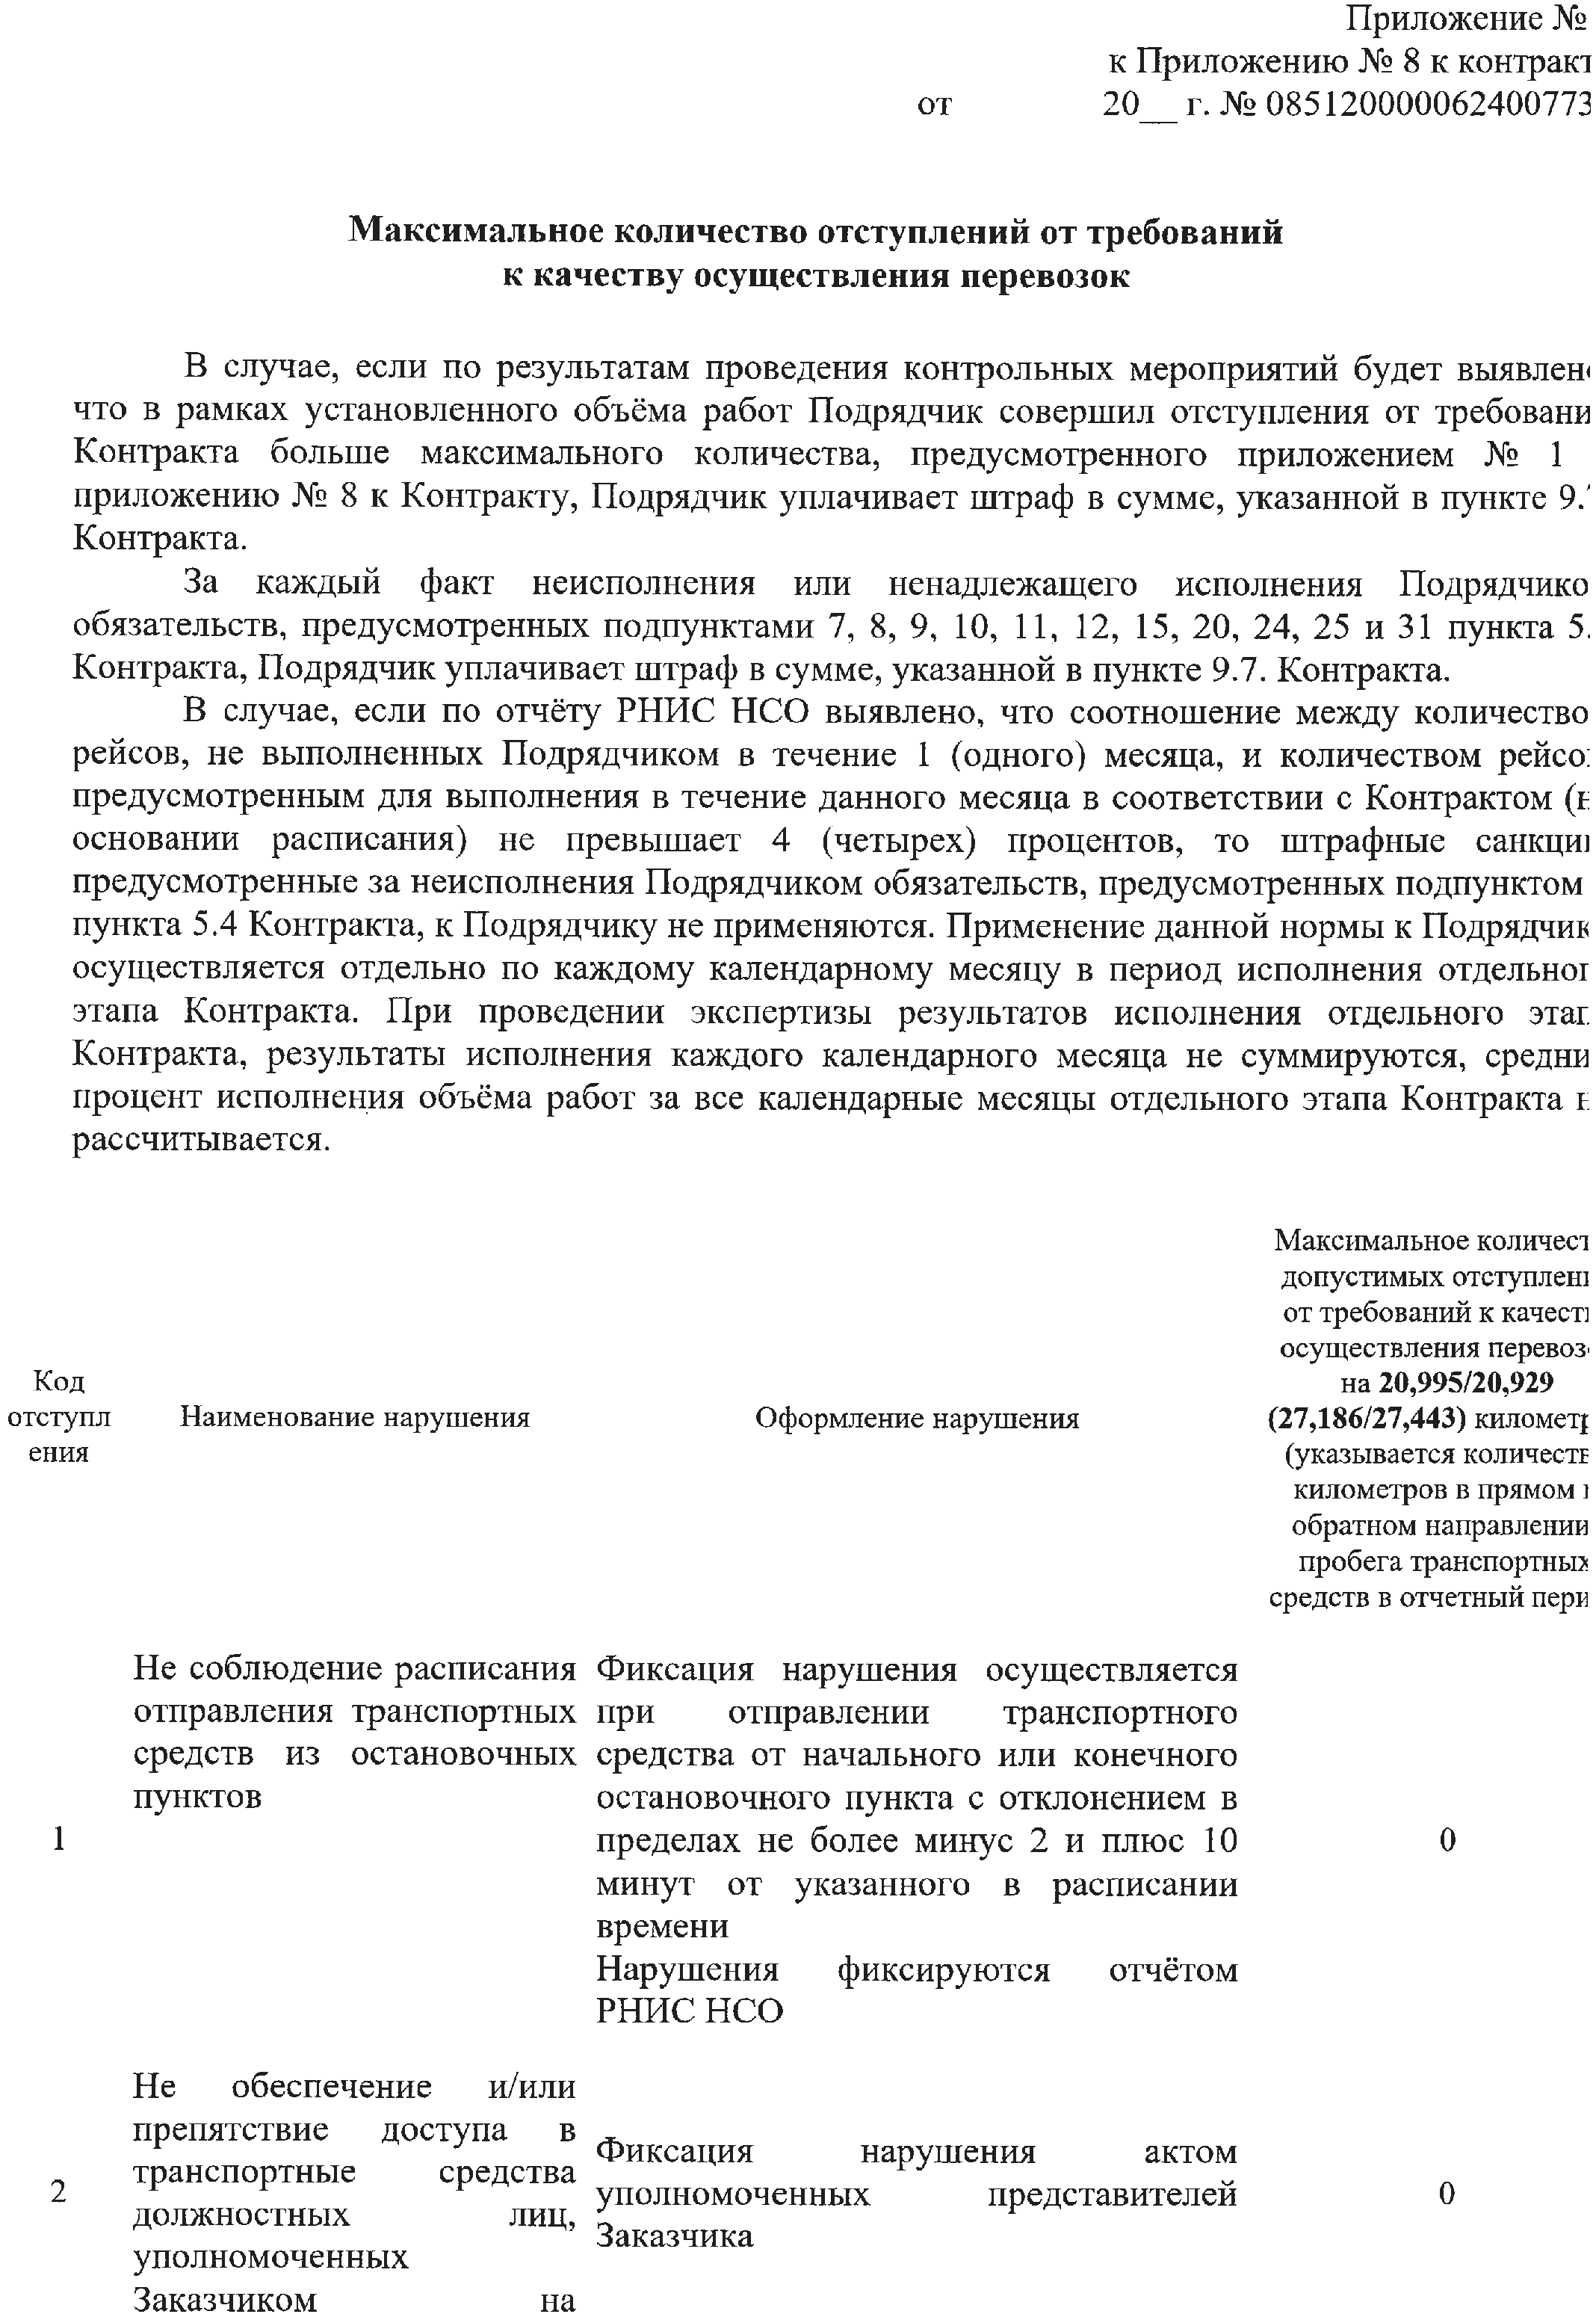 Приложение №
к Приложению № 8 к контракт
от 20__ г. № 085120000062400773
Максимальное количество отступлений от требований
к качеству осуществления перевозок
В случае, если по результатам проведения контрольных мероприятий будет выявлен
что в рамках установленного объёма работ Подрядчик совершил отступления от требовани
Контракта больше максимального количества, предусмотренного приложением № 1
приложению № 8 к Контракту, Подрядчик уплачивает штраф в сумме, указанной в пункте 9.
Контракта.
За каждый факт неисполнения или ненадлежащего исполнения Подрядчико
обязательств, предусмотренных подпунктами 7, 8, 9, 10, 11, 12, 15, 20, 24, 25 и 31 пункта 5.
Контракта, Подрядчик уплачивает штраф в сумме, указанной в пункте 9.7. Контракта.
В случае, если по отчёту РНИС НСО выявлено, что соотношение между количество
рейсов, не выполненных Подрядчиком в течение 1 (одного) месяца, и количеством рейсо
предусмотренным для выполнения в течение данного месяца в соответствии с Контрактом (н
основании расписания) не превышает 4 (четырех) процентов, то штрафные санкци
предусмотренные за неисполнения Подрядчиком обязательств, предусмотренных подпунктом
пункта 5.4 Контракта, к Подрядчику не применяются. Применение данной нормы к Подрядчик
осуществляется отдельно по каждому календарному месяцу в период исполнения отдельног
этапа Контракта. При проведении экспертизы результатов исполнения отдельного этап
Контракта, результаты исполнения каждого календарного месяца не суммируются, средни
процент исполнения объёма работ за все календарные месяцы отдельного этапа Контракта н
рассчитывается.
Код
отступл
ения
Наименование нарушения
Оформление нарушения
Максимальное количест
допустимых отступлен
от требований к качест
осуществления перевоз
на 20,995/20,929
(27,186/27,443) километр
(указывается количеств
километров в прямом и
обратном направлении
пробега транспортных
средств в отчетный пери
1
Не соблюдение расписания
отправления транспортных
средств из остановочных
пунктов
Фиксация нарушения осуществляется
при отправлении транспортного
средства от начального или конечного
остановочного пункта с отклонением в
пределах не более минус 2 и плюс 10
минут от указанного в расписании
времени
Нарушения фиксируются отчётом
РНИС НСО
0
2
Не обеспечение и/или
препятствие доступа в
транспортные средства
должностных лиц,
уполномоченных
Заказчиком на
Фиксация нарушения актом
уполномоченных представителей
Заказчика
0